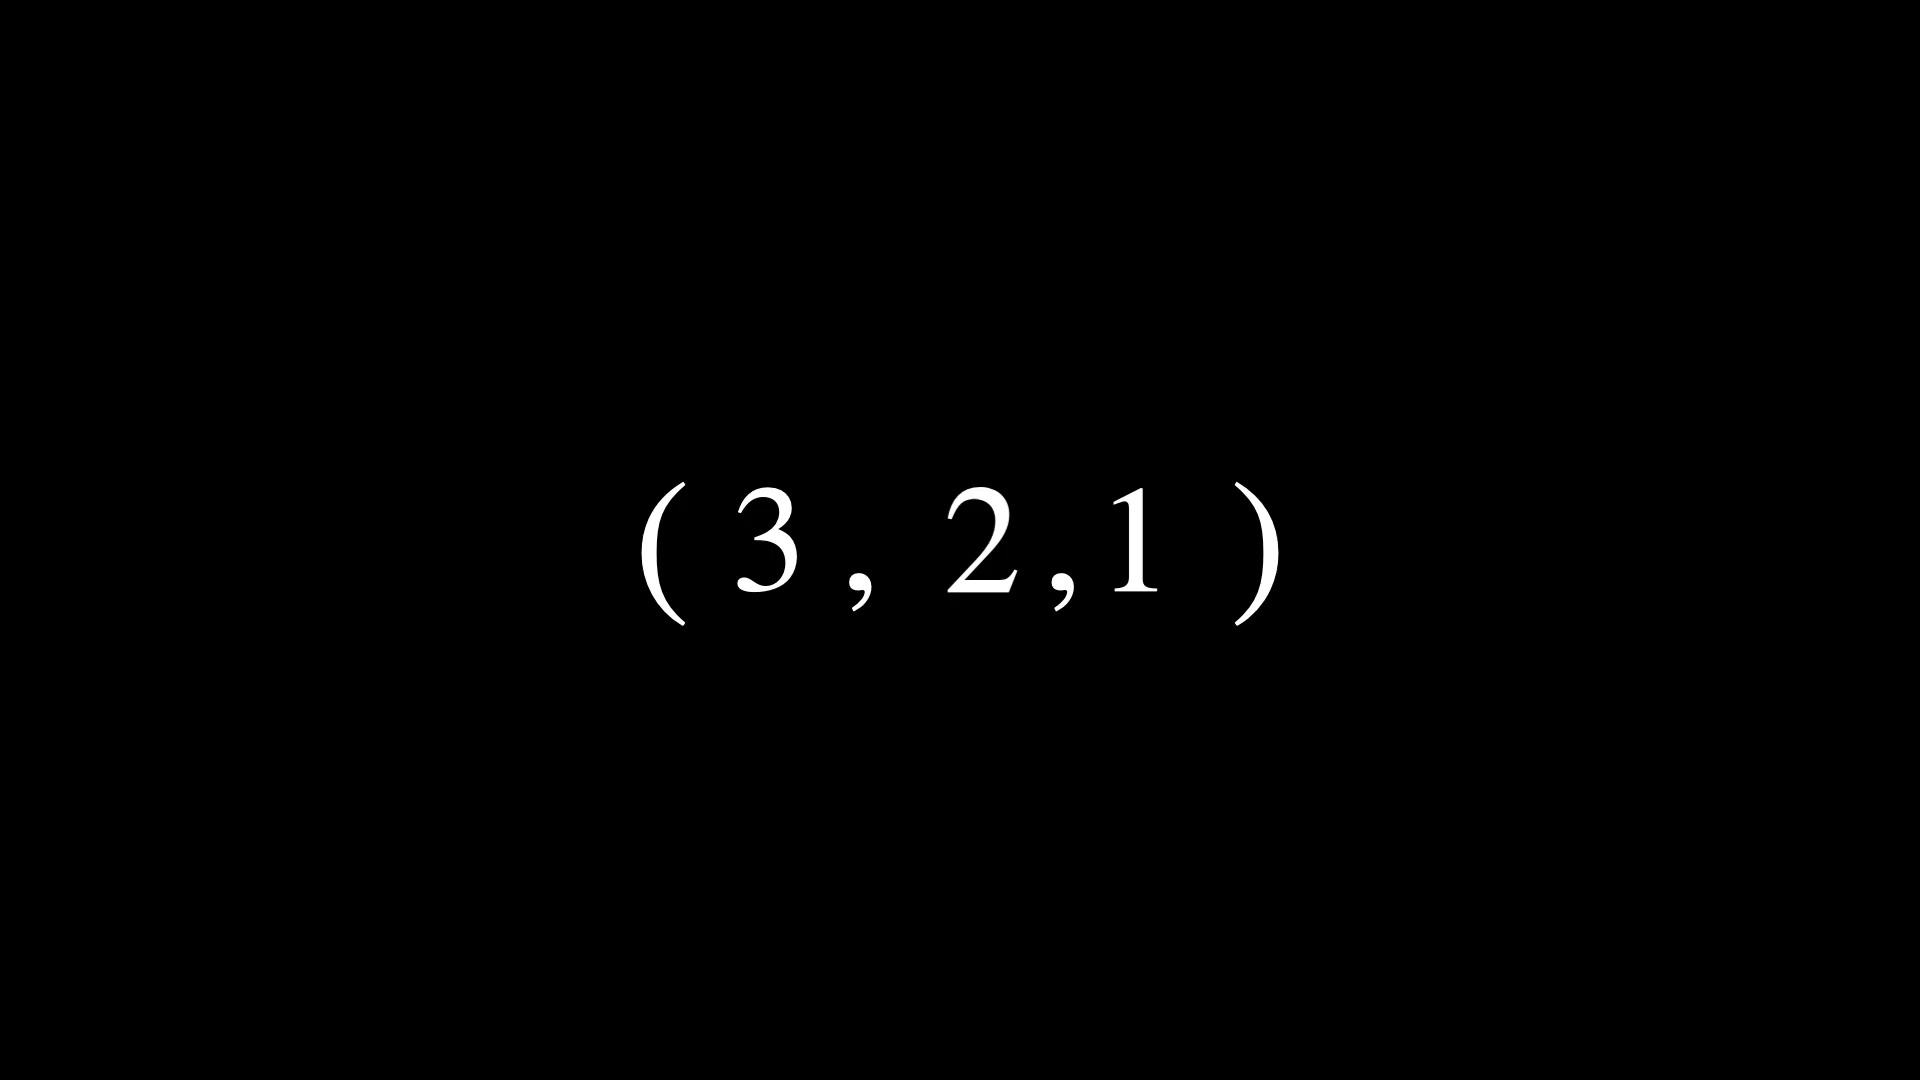 ( 3 , 2 , 1 )